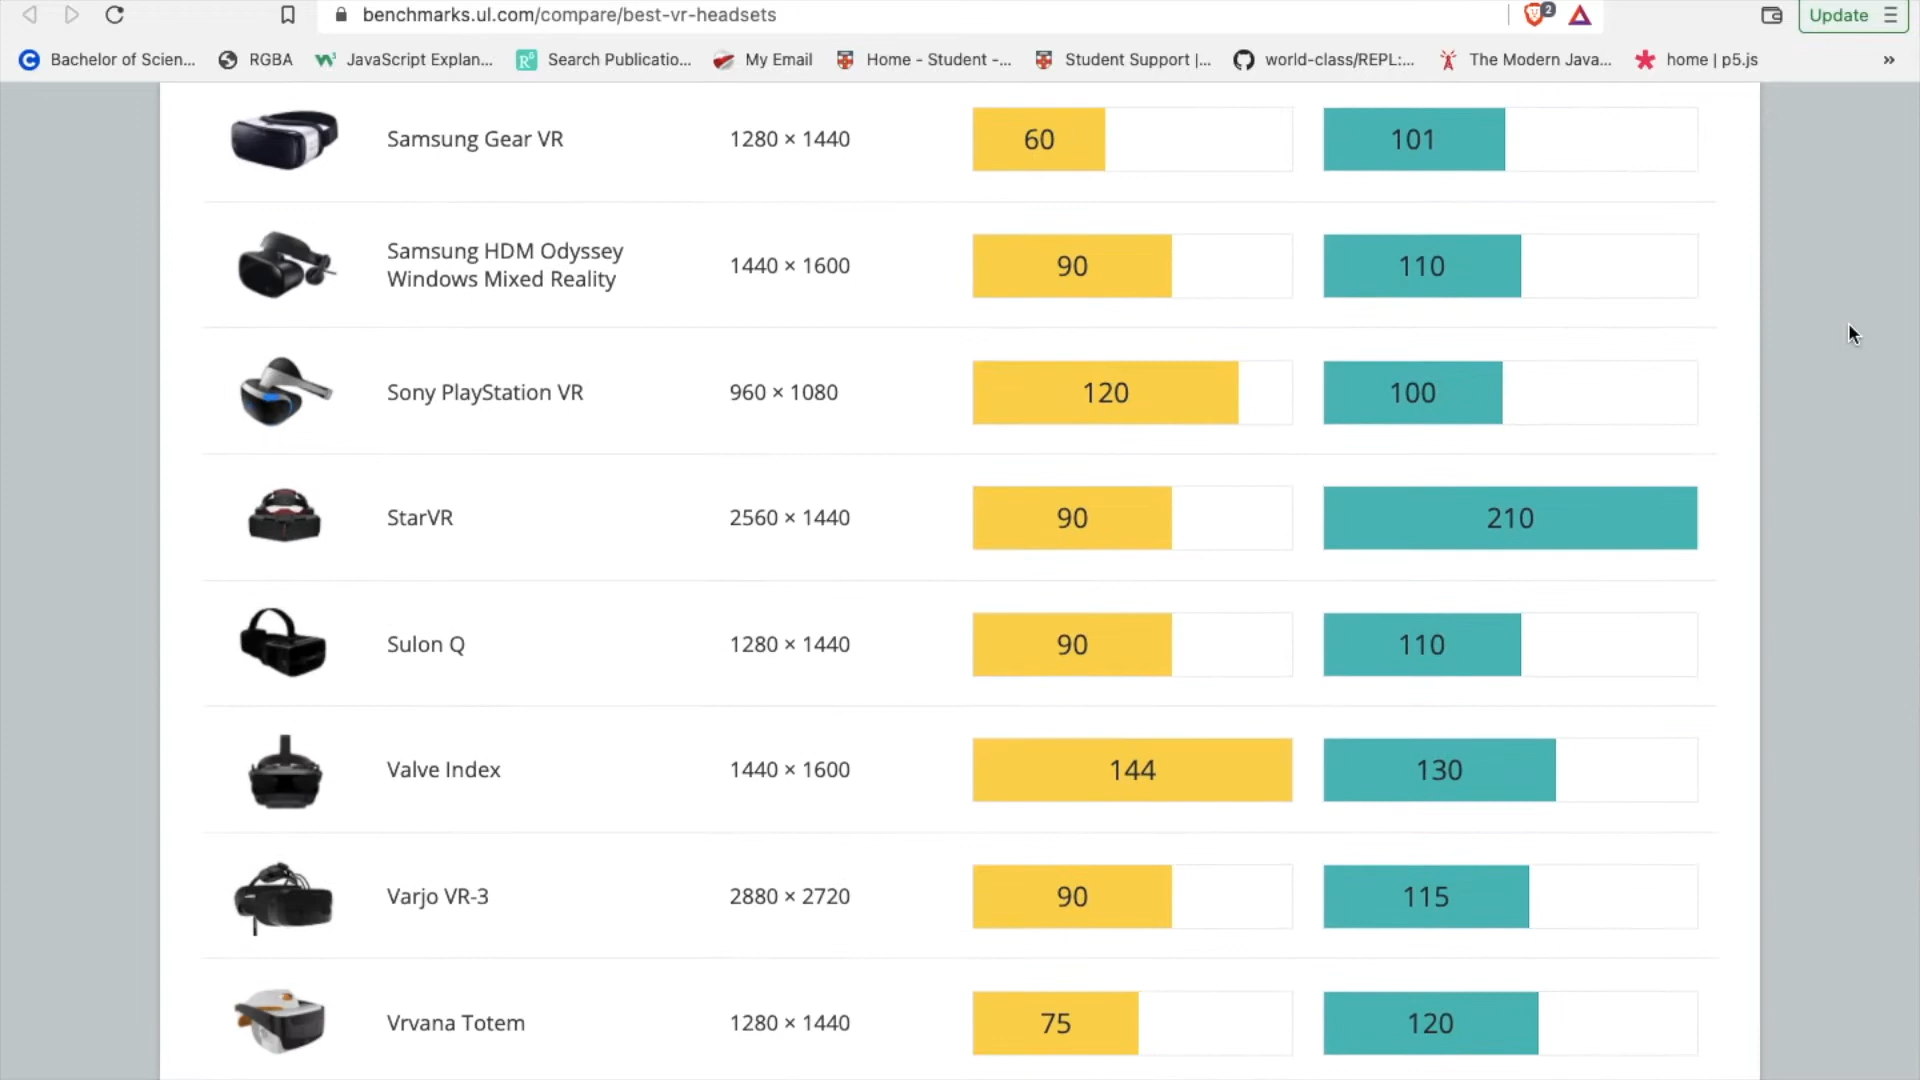 benchmarks.ul.com/compare/best-vr-headsets
2
Update
Bachelor of Scien...
RGBA
JavaScript Explan...
Search Publicatio...
My Email
Home - Student -...
Student Support |...
world-class/REPL:...
The Modern Java...
home | p5.js
»
Samsung Gear VR 1280 × 1440 60 101
Samsung HDM Odyssey
Windows Mixed Reality 1440 × 1600 90 110
Sony PlayStation VR 960 × 1080 120 100
StarVR 2560 × 1440 90 210
Sulon Q 1280 × 1440 90 110
Valve Index 1440 × 1600 144 130
Varjo VR-3 2880 × 2720 90 115
Vrvana Totem 1280 × 1440 75 120